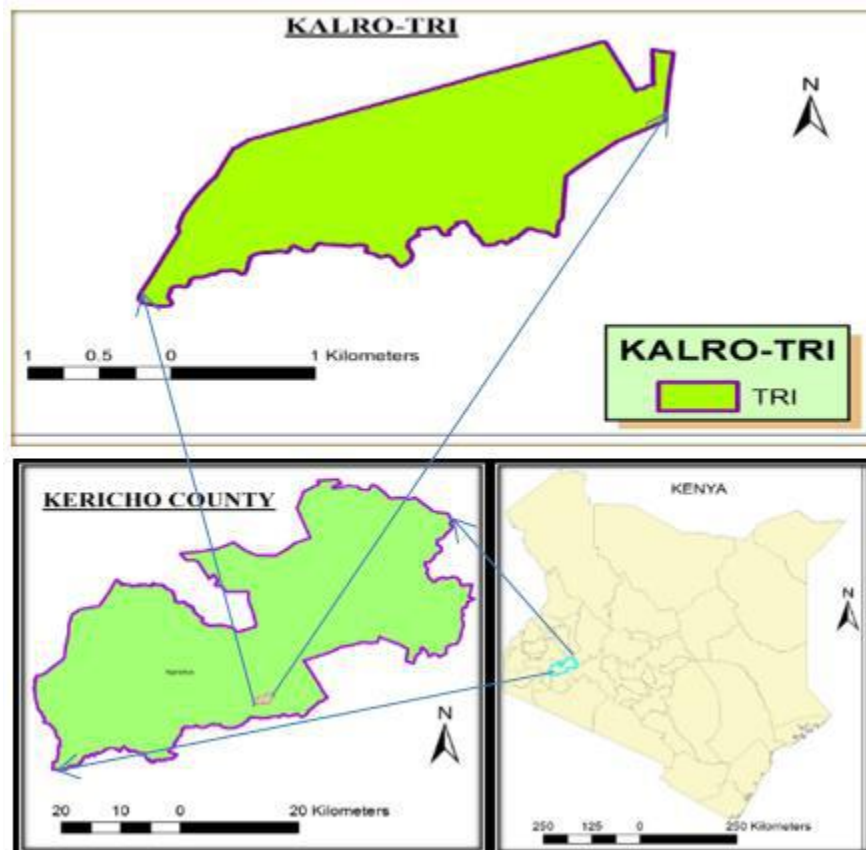 KALRO-TRI
N
1 0.5 0 1 Kilometers
KALRO-TRI
TRI
KERICHO COUNTY
N
20 10 0 20 Kilometers
KENYA
N
250 125 0 250 Kilometers